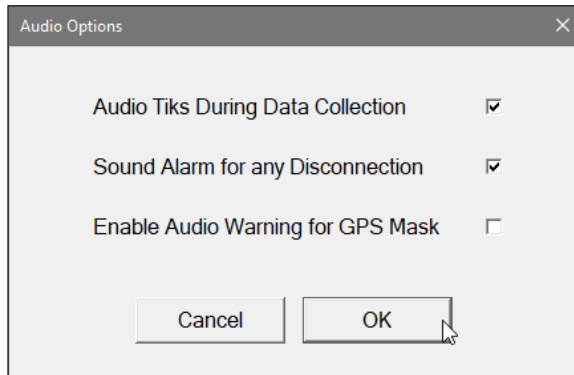 Audio Options
Audio Tiks During Data Collection
Sound Alarm for any Disconnection
Enable Audio Warning for GPS Mask
Cancel OK